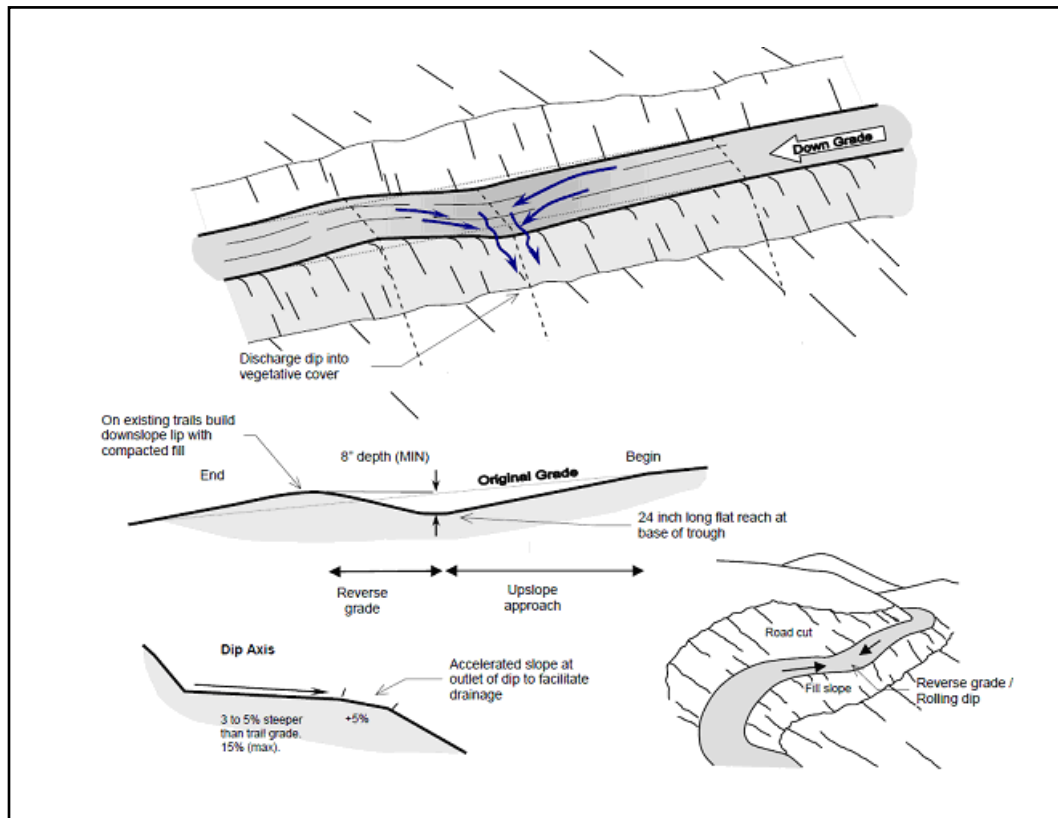 Down Grade
Discharge dip into
vegetative cover
On existing trails build
downslope lip with
compacted fill
End
8" depth (MIN)
Original Grade
Begin
24 inch long flat reach at
base of trough
Reverse
grade
Upslope
approach
Dip Axis
Accelerated slope at
outlet of dip to facilitate
drainage
3 to 5% steeper
than trail grade.
15% (max).
+5%
Road cut
Fill slope
Reverse grade /
Rolling dip